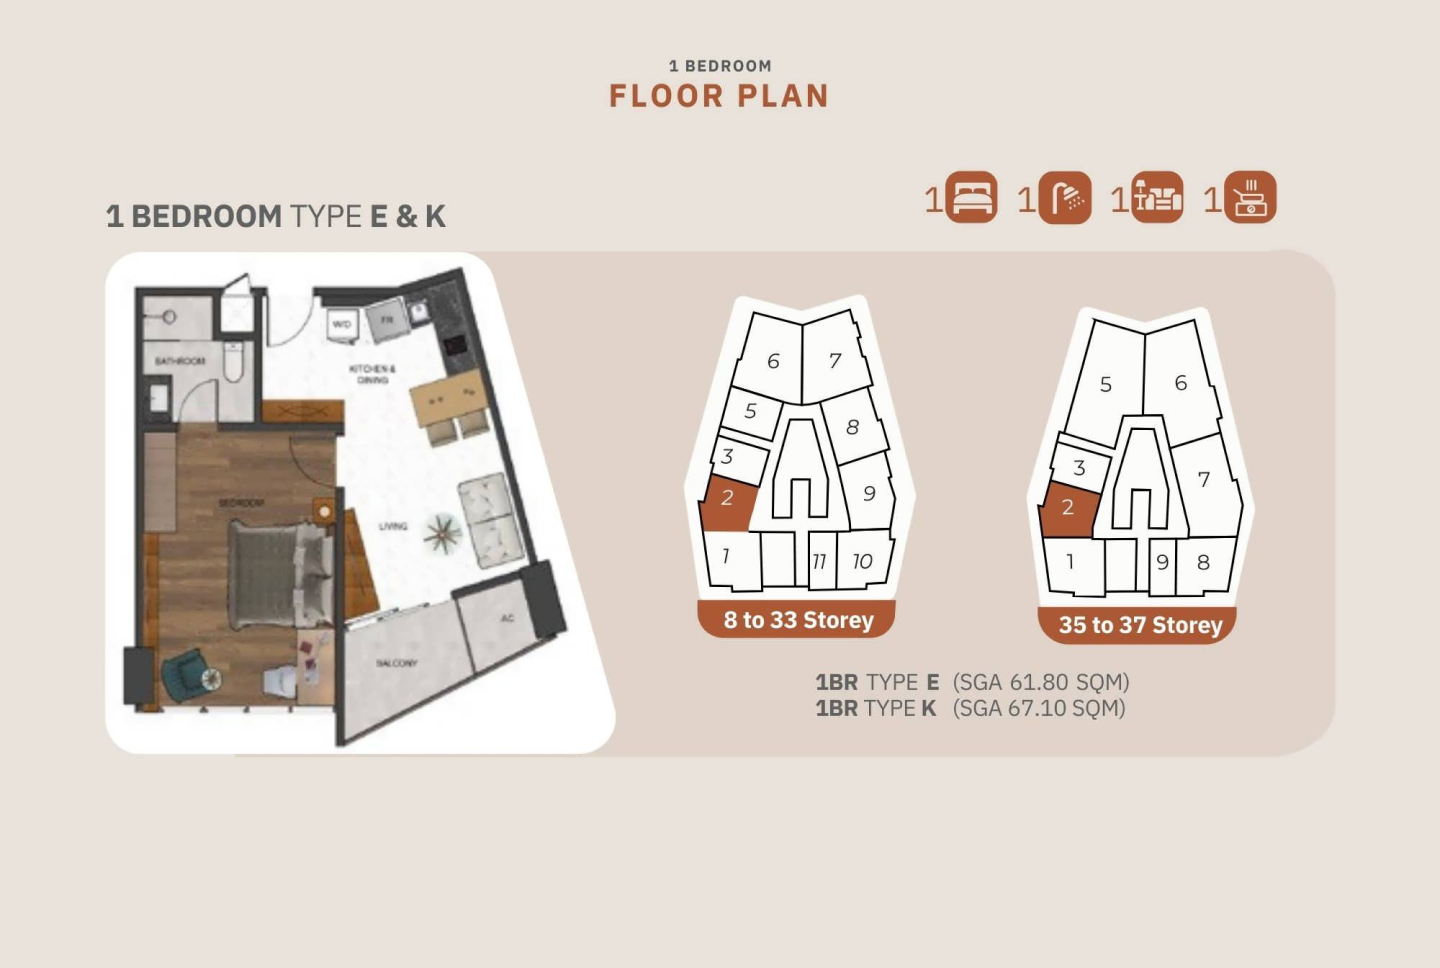 1 BEDROOM
FLOOR PLAN
1 BEDROOM TYPE E & K
1 1 1 1
W/D
FR
KITCHEN &
DINING
BATHROOM
BEDROOM
LIVING
BALCONY
AC
6 7
5 8
3
2 9
1 11 10
8 to 33 Storey
5 6
3
2 7
1 9 8
35 to 37 Storey
1BR TYPE E (SGA 61.80 SQM)
1BR TYPE K (SGA 67.10 SQM)